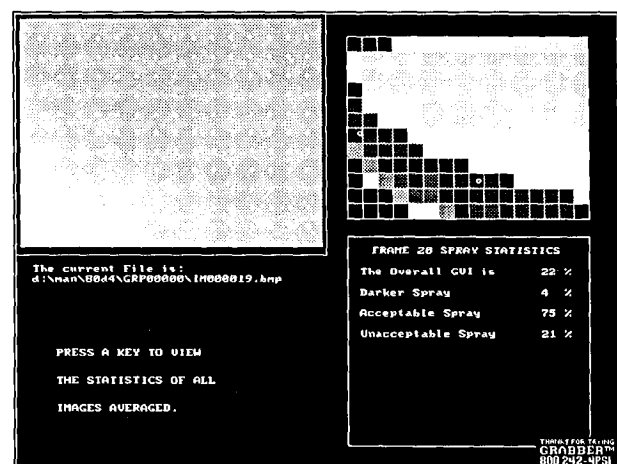 The current File is:
d:\man\80d4\GRP00000\IM000019.bmp
PRESS A KEY TO VIEW
THE STATISTICS OF ALL
IMAGES AVERAGED.
FRAME 20 SPRAY STATISTICS
The Overall GUI is 22 %
Darker Spray 4 %
Acceptable Spray 75 %
Unacceptable Spray 21 %
THANKS FOR TRYING
GRABBER™
800 242-4PSI